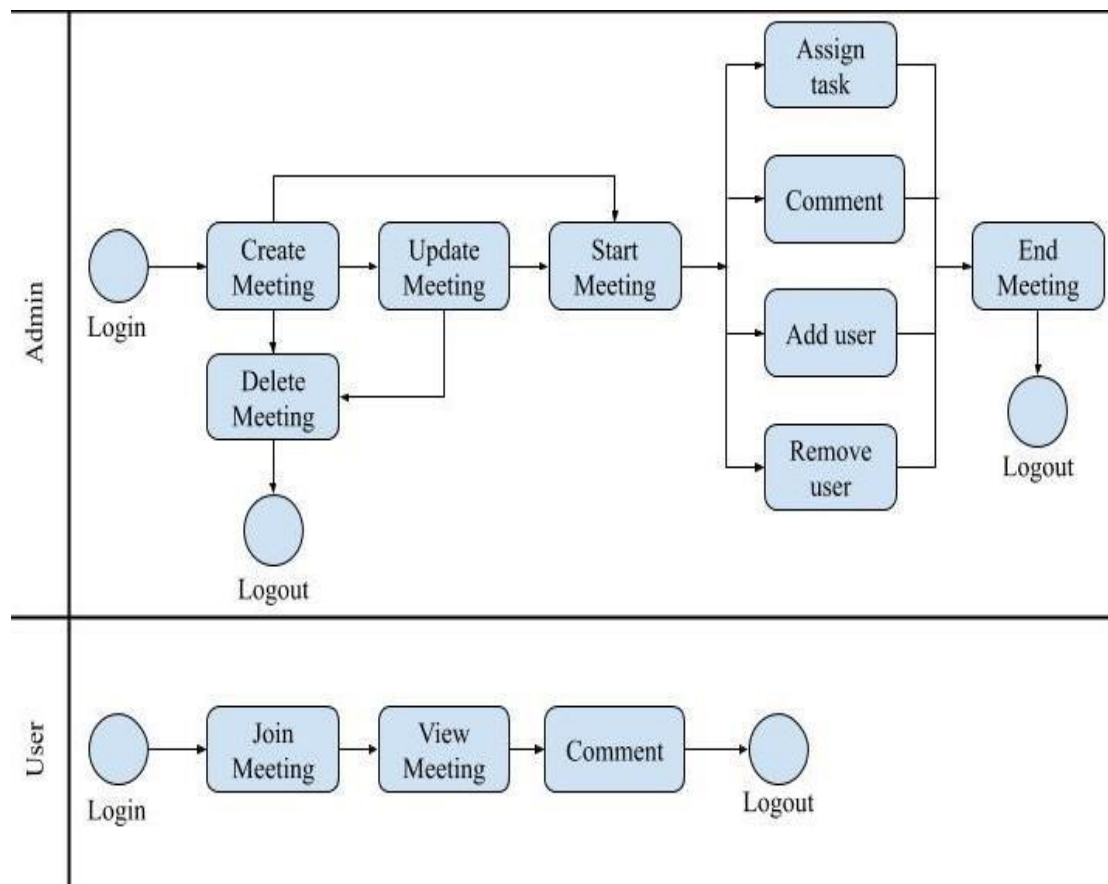 Admin
Login
Create
Meeting
Update
Meeting
Start
Meeting
Delete
Meeting
Logout
Assign
task
Comment
Add user
Remove
user
End
Meeting
Logout
User
Login
Join
Meeting
View
Meeting
Comment
Logout